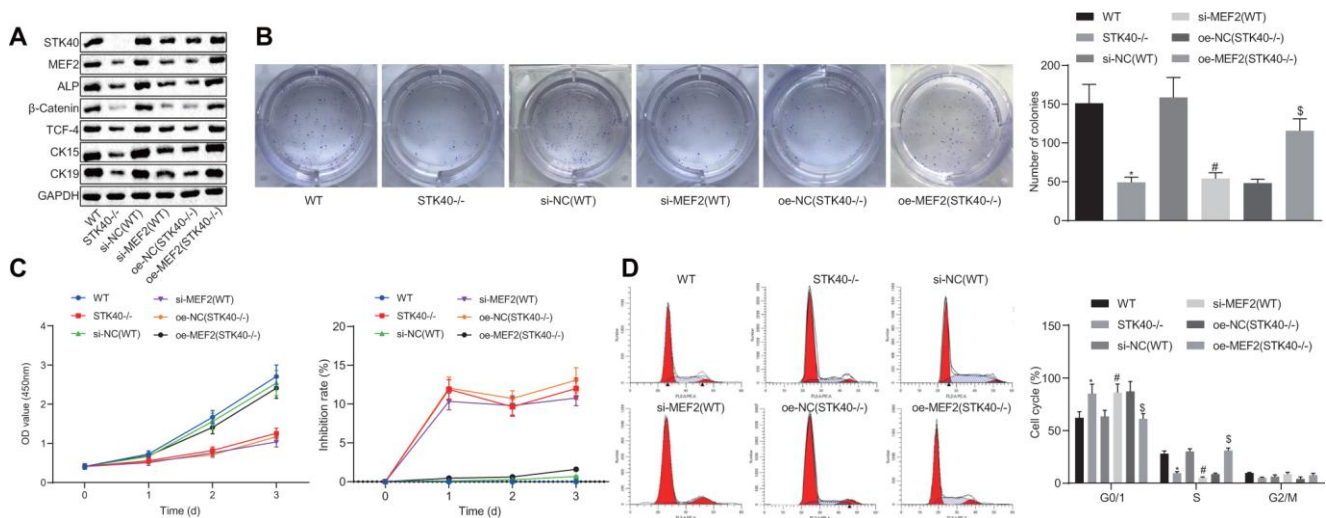 A
STK40
MEF2
ALP
β-Catenin
TCF-4
CK15
CK19
GAPDH
WT
STK40-/-
si-NC(WT)
si-MEF2(WT)
oe-NC(STK40-/-)
oe-MEF2(STK40-/-)
B
WT
STK40-/-
si-NC(WT)
si-MEF2(WT)
oe-NC(STK40-/-)
oe-MEF2(STK40-/-)
WT
STK40-/-
si-NC(WT)
si-MEF2(WT)
oe-NC(STK40-/-)
oe-MEF2(STK40-/-)
Number of colonies
200
150
100
50
0
*
#
$
C
WT
STK40-/-
si-NC(WT)
si-MEF2(WT)
oe-NC(STK40-/-)
oe-MEF2(STK40-/-)
OD value (450nm)
4
3
2
1
0
0 1 2 3
Time (d)
WT
STK40-/-
si-NC(WT)
si-MEF2(WT)
oe-NC(STK40-/-)
oe-MEF2(STK40-/-)
Inhibition rate (%)
20
15
10
5
0
0 1 2 3
Time (d)
D
WT
STK40-/-
si-NC(WT)
si-MEF2(WT)
oe-NC(STK40-/-)
oe-MEF2(STK40-/-)
WT
STK40-/-
si-NC(WT)
si-MEF2(WT)
oe-NC(STK40-/-)
oe-MEF2(STK40-/-)
Cell cycle (%)
150
100
50
0
* # $
* # $
G0/1 S G2/M